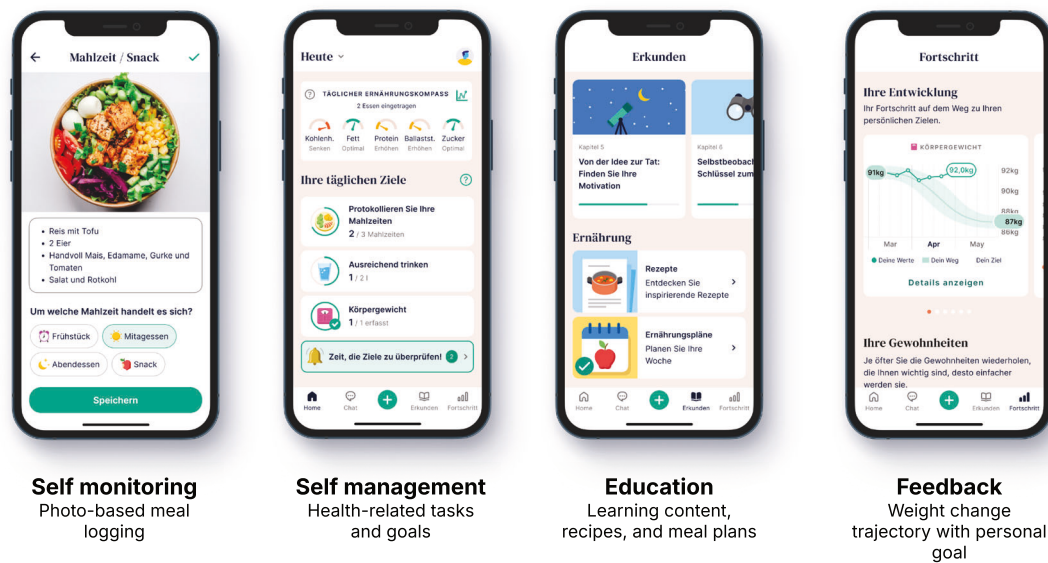 Mahlzeit / Snack
• Reis mit Tofu
• 2 Eier
• Handvoll Mais, Edamame, Gurke und
Tomaten
• Salat und Rotkohl
Um welche Mahlzeit handelt es sich?
Frühstück
Mitagessen
Abendessen
Snack
Speichern
Self monitoring
Photo-based meal
logging
Heute
? TÄGLICHER ERNÄHRUNGSKOMPASS
2 Essen eingetragen
Kohlenh. Fett Protein Ballastst. Zucker
Senken Optimal Erhöhen Erhöhen Optimal
Ihre täglichen Ziele ?
Protokollieren Sie Ihre
Mahlzeiten
2 / 3 Mahlzeiten
Ausreichend trinken
1 / 2 l
Körpergewicht
1 / 1 erfasst
Zeit, die Ziele zu überprüfen! 2
Home Chat Erkunden Fortschritt
Self management
Health-related tasks
and goals
Erkunden
Kapitel 5
Von der Idee zur Tat:
Finden Sie Ihre
Motivation
Kapitel 6
Selbstbeobac
Schlüssel zum
Ernährung
Rezepte
Entdecken Sie
inspirierende Rezepte
Ernährungspläne
Planen Sie Ihre
Woche
Home Chat Erkunden Fortschritt
Education
Learning content,
recipes, and meal plans
Fortschritt
Ihre Entwicklung
Ihr Fortschritt auf dem Weg zu Ihren
persönlichen Zielen.
KÖRPERGEWICHT
91kg 92,0kg 92kg
90kg
88kg
87kg
86kg
Mar Apr May
Deine Werte Dein Weg Dein Ziel
Details anzeigen
Ihre Gewohnheiten
Je öfter Sie die Gewohnheiten wiederholen,
die Ihnen wichtig sind, desto einfacher
werden sie.
Home Chat Erkunden Fortschritt
Feedback
Weight change
trajectory with personal
goal